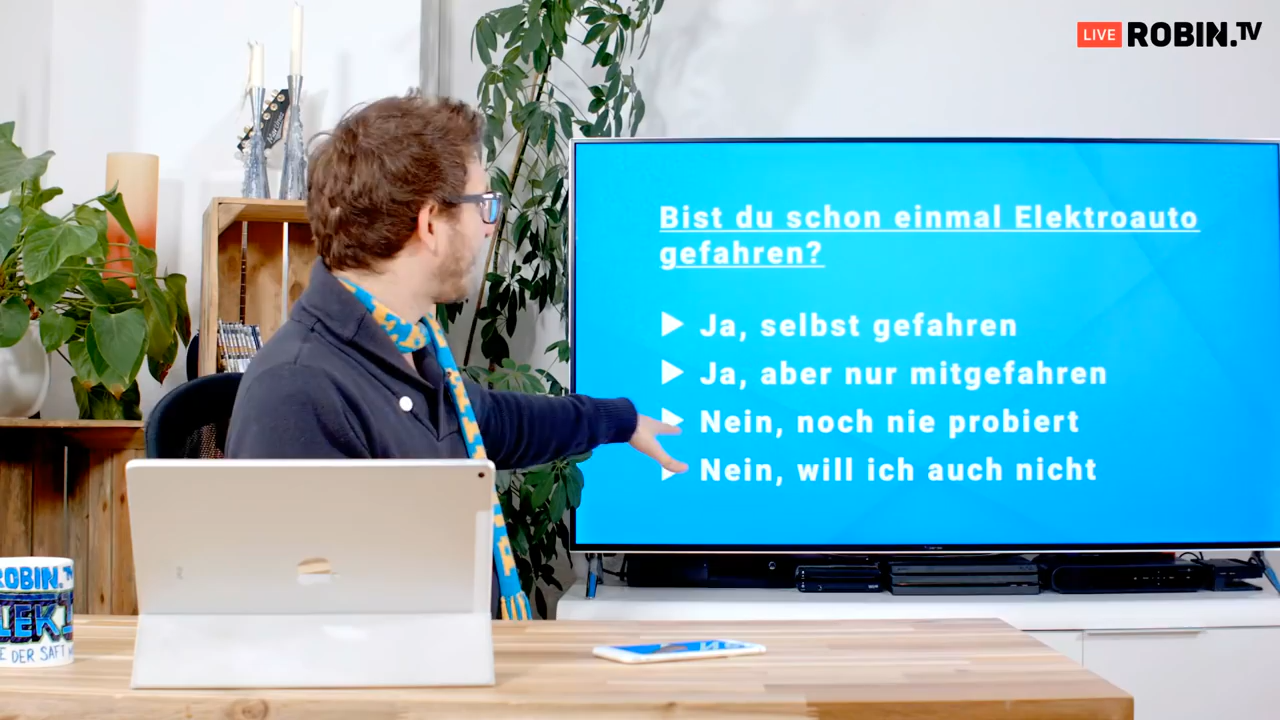 LIVE ROBIN.TV
Bist du schon einmal Elektroauto
gefahren?
Ja, selbst gefahren
Ja, aber nur mitgefahren
Nein, noch nie probiert
Nein, will ich auch nicht
ROBIN.TV
DER SAFT